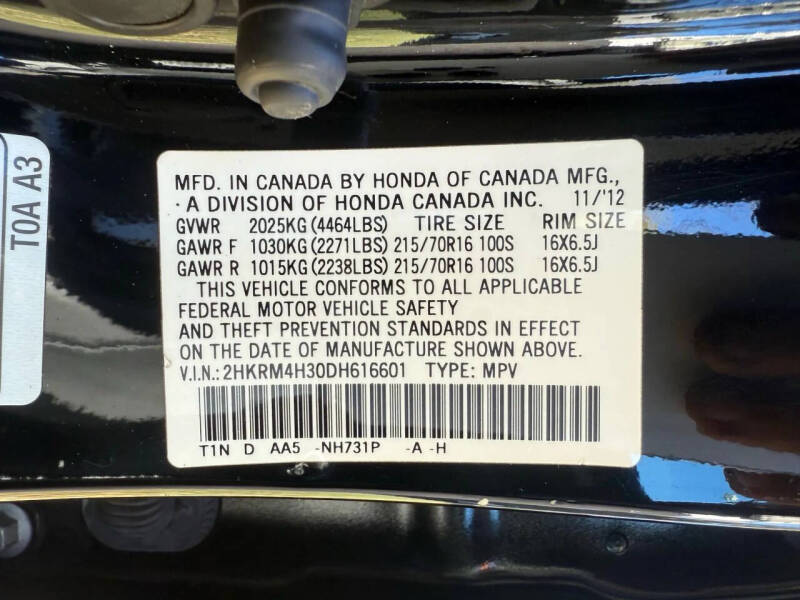 T0A A3
MFD. IN CANADA BY HONDA OF CANADA MFG.,
A DIVISION OF HONDA CANADA INC. 11/'12
GVWR 2025KG (4464LBS) TIRE SIZE RIM SIZE
GAWR F 1030KG (2271LBS) 215/70R16 100S 16X6.5J
GAWR R 1015KG (2238LBS) 215/70R16 100S 16X6.5J
THIS VEHICLE CONFORMS TO ALL APPLICABLE
FEDERAL MOTOR VEHICLE SAFETY
AND THEFT PREVENTION STANDARDS IN EFFECT
ON THE DATE OF MANUFACTURE SHOWN ABOVE.
V.I.N.: 2HKRM4H30DH616601 TYPE: MPV
T1N D AA5 -NH731P -A -H